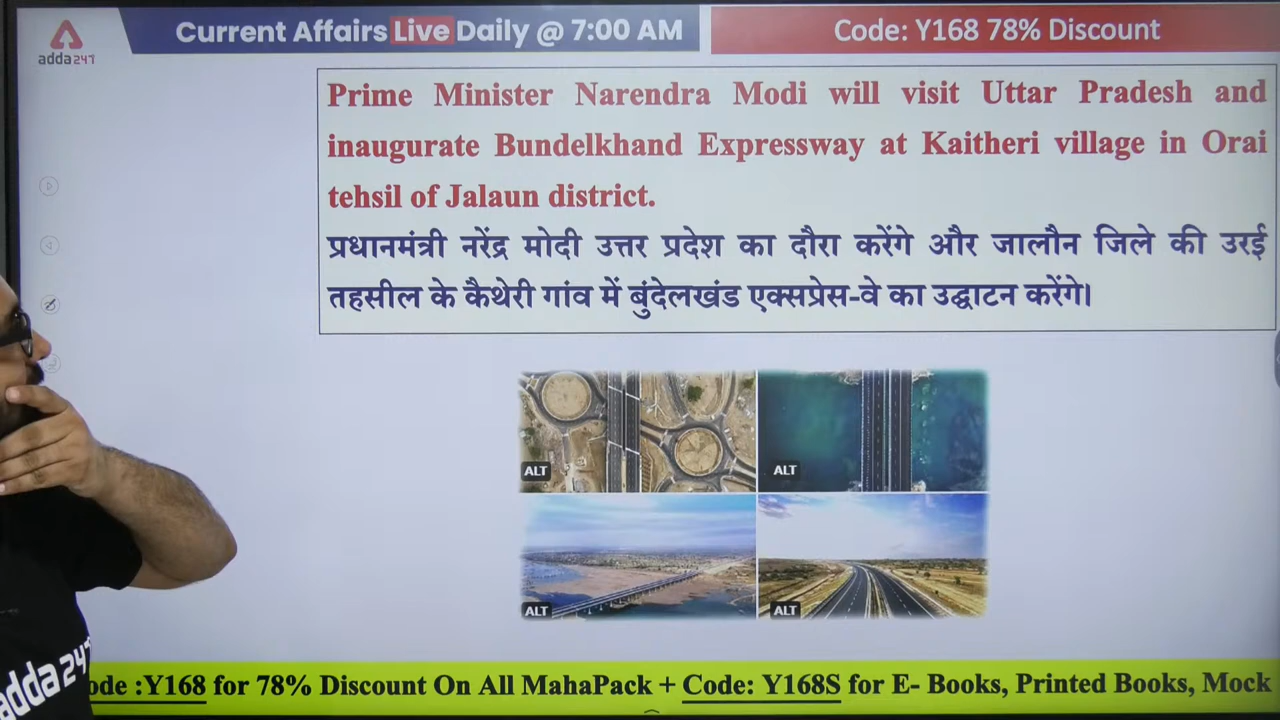 Current Affairs Live Daily @ 7:00 AM
Code: Y168 78% Discount
adda247
Prime Minister Narendra Modi will visit Uttar Pradesh and
inaugurate Bundelkhand Expressway at Kaitheri village in Orai
tehsil of Jalaun district.
प्रधानमंत्री नरेंद्र मोदी उत्तर प्रदेश का दौरा करेंगे और जालौन जिले की उरई
तहसील के कैथेरी गांव में बुंदेलखंड एक्सप्रेस-वे का उद्घाटन करेंगे।
ALT
ALT
ALT
ALT
adda247
ode :Y168 for 78% Discount On All MahaPack + Code: Y168S for E- Books, Printed Books, Mock